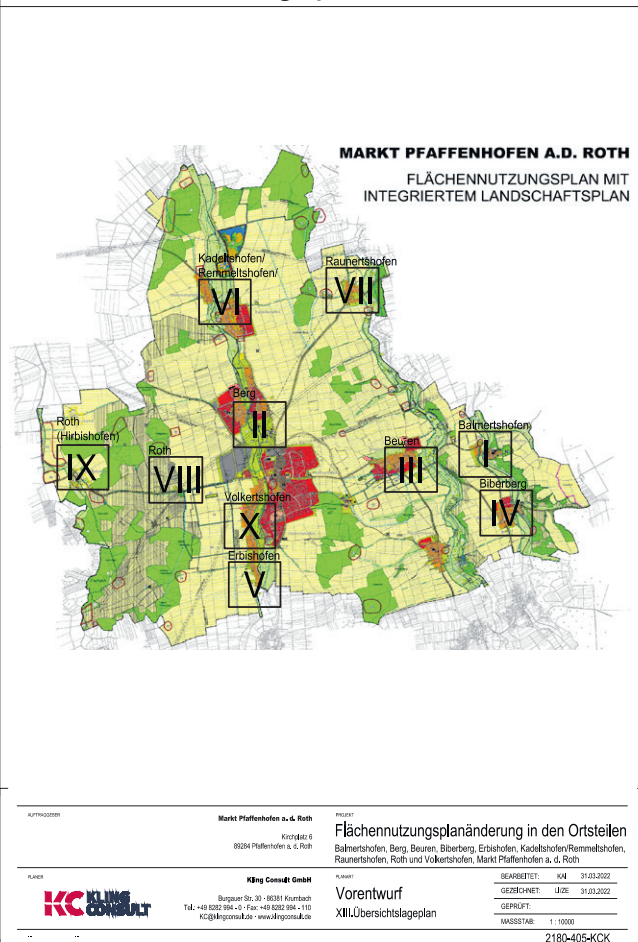 MARKT PFAFFENHOFEN A.D. ROTH
FLÄCHENNUTZUNGSPLAN MIT
INTEGRIERTEM LANDSCHAFTSPLAN
Kadeltshofen/
Remmeltshofen/
VI
Raunertshofen
VII
Berg
II
Roth
(Hirbishofen)
IX
Roth
VIII
Beuren
III
Balmertshofen
I
Biberberg
IV
Volkertshofen
X
Erbishofen
V
AUFTRAGGEBER
Markt Pfaffenhofen a. d. Roth
Kirchplatz 6
89284 Pfaffenhofen a. d. Roth
PROJEKT
Flächennutzungsplanänderung in den Ortsteilen
Balmertshofen, Berg, Beuren, Biberberg, Erbishofen, Kadeltshofen/Remmeltshofen,
Raunertshofen, Roth und Volkertshofen, Markt Pfaffenhofen a. d. Roth
PLANER
KC KLING
CONSULT
Kling Consult GmbH
Burgauer Str. 30 · 86381 Krumbach
Tel.: +49 8282 994 - 0 · Fax: +49 8282 994 - 110
KC@klingconsult.de · www.klingconsult.de
PLANART
Vorentwurf
XIII.Übersichtslageplan
BEARBEITET: KAI 31.03.2022
GEZEICHNET: LI/ZE 31.03.2022
GEPRÜFT:
MASSSTAB: 1 : 10000
2180-405-KCK